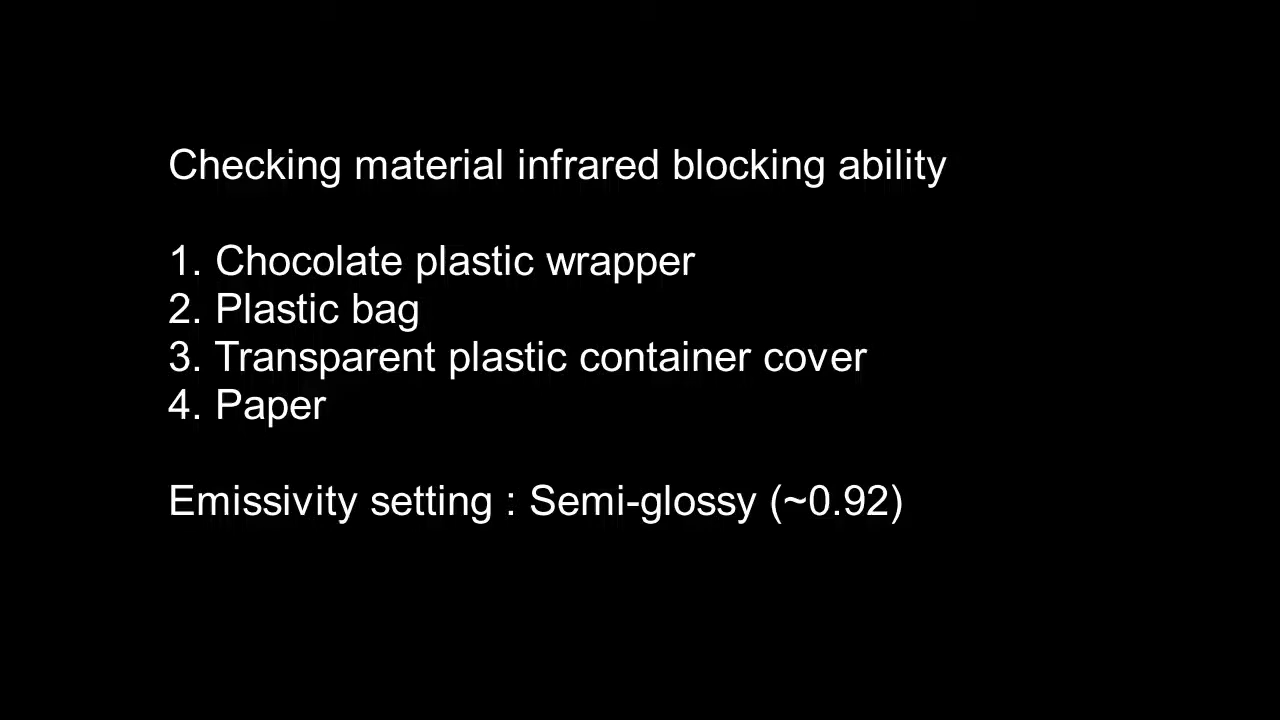 Checking material infrared blocking ability
1. Chocolate plastic wrapper
2. Plastic bag
3. Transparent plastic container cover
4. Paper
Emissivity setting : Semi-glossy (~0.92)